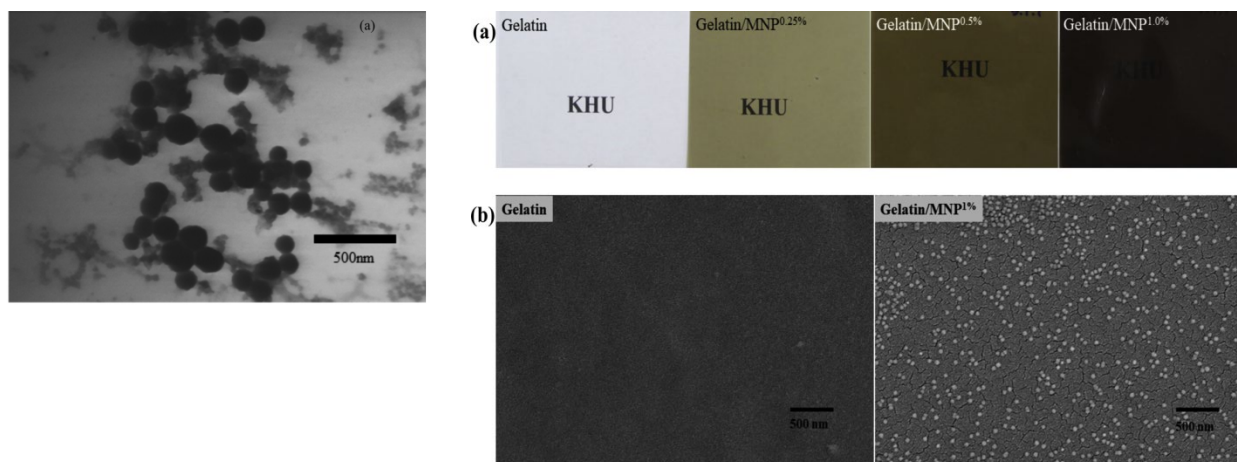 (a)
500nm
(a)
Gelatin
Gelatin/MNP0.25%
Gelatin/MNP0.5%
Gelatin/MNP1.0%
KHU
KHU
KHU
KHU
(b)
Gelatin
Gelatin/MNP1%
500 nm
500 nm